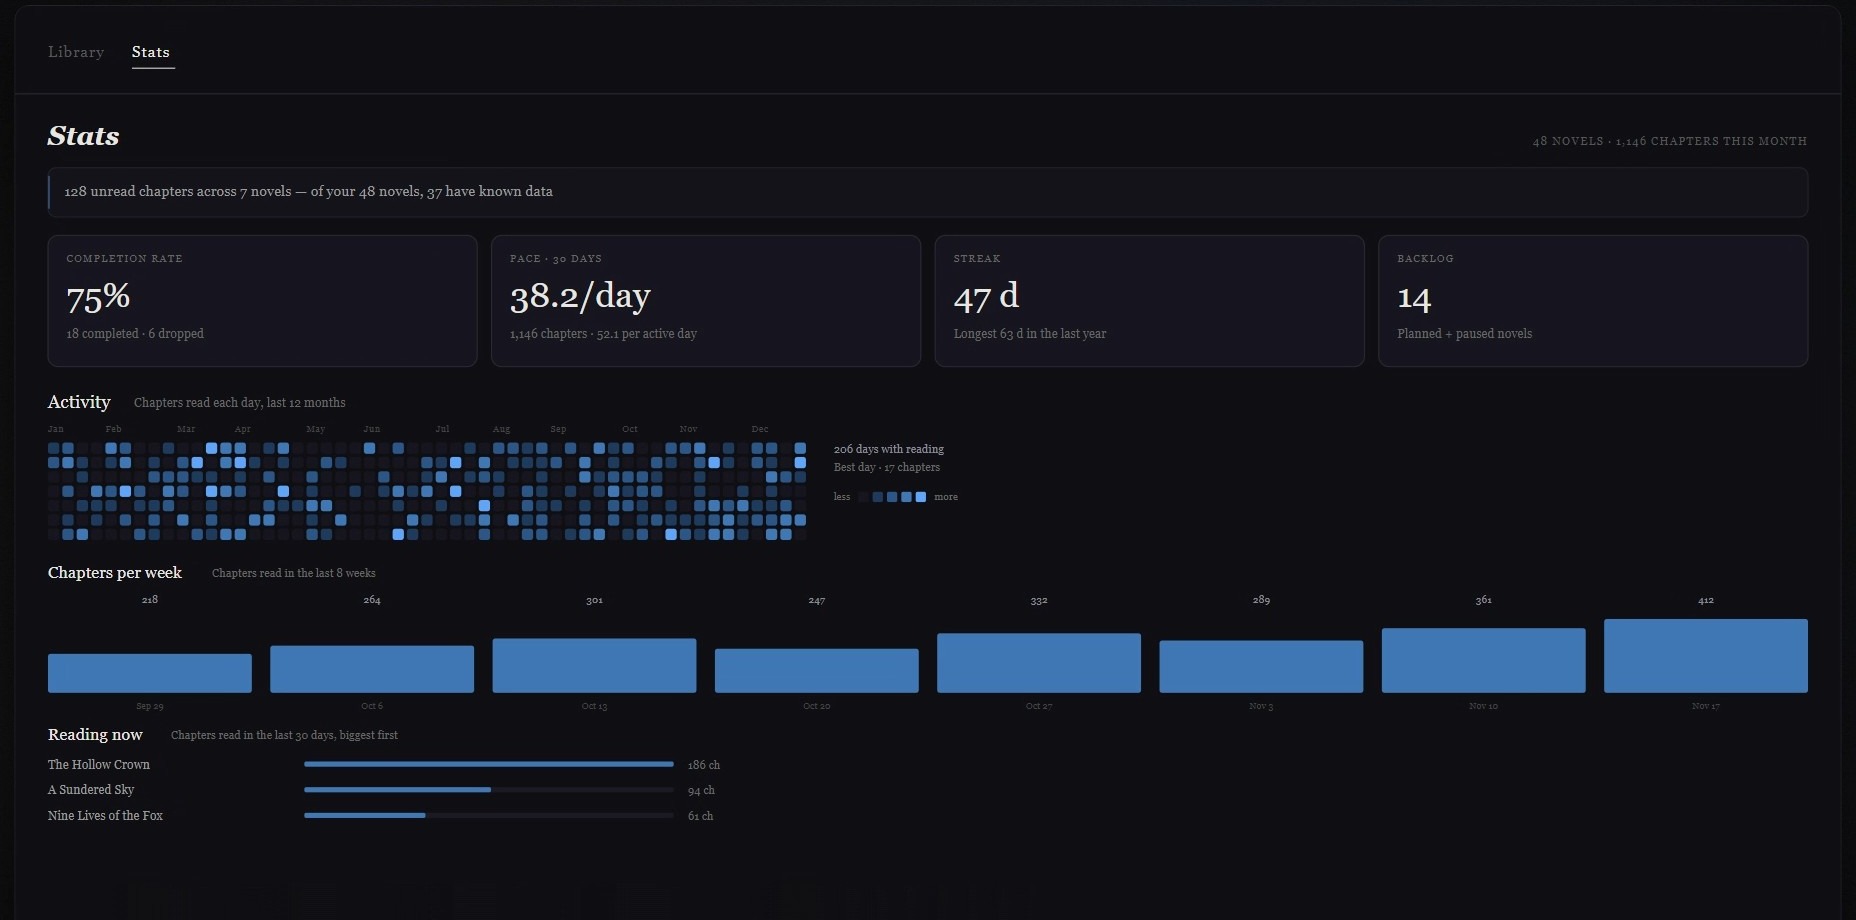 Library Stats
Stats
48 NOVELS · 1,146 CHAPTERS THIS MONTH
128 unread chapters across 7 novels — of your 48 novels, 37 have known data
COMPLETION RATE
75%
18 completed · 6 dropped
PACE · 30 DAYS
38.2/day
1,146 chapters · 52.1 per active day
STREAK
47 d
Longest 63 d in the last year
BACKLOG
14
Planned + paused novels
Activity Chapters read each day, last 12 months
Jan Feb Mar Apr May Jun Jul Aug Sep Oct Nov Dec
206 days with reading
Best day · 17 chapters
less more
Chapters per week Chapters read in the last 8 weeks
218 264 301 247 332 289 361 412
Sep 29 Oct 6 Oct 13 Oct 20 Oct 27 Nov 3 Nov 10 Nov 17
Reading now Chapters read in the last 30 days, biggest first
The Hollow Crown 186 ch
A Sundered Sky 94 ch
Nine Lives of the Fox 61 ch